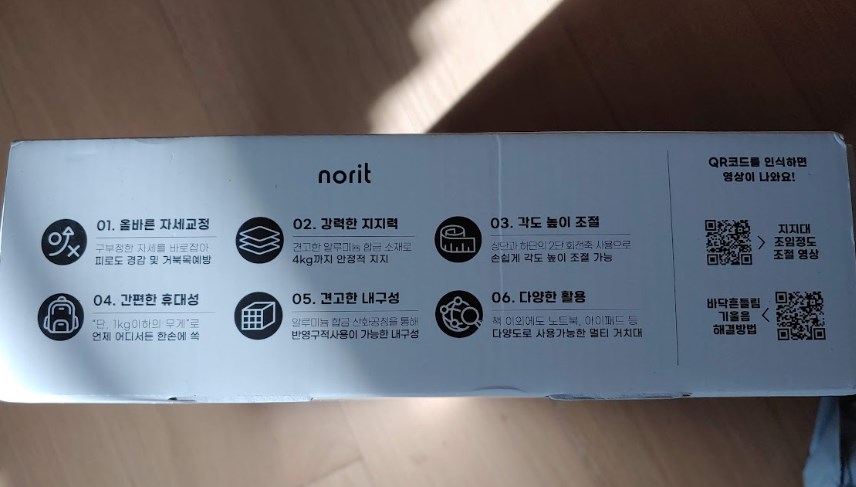 norit
01. 올바른 자세교정
구부정한 자세를 바로잡아
피로도 경감 및 거북목예방
02. 강력한 지지력
견고한 알루미늄 합금 소재로
4kg까지 안정적 지지
03. 각도 높이 조절
상단과 하단의 2단 회전축 사용으로
손쉽게 각도 높이 조절 가능
04. 간편한 휴대성
"단, 1kg이하의 무게"로
언제 어디서든 한손에 쏙
05. 견고한 내구성
알루미늄 합금 산화공정을 통해
반영구적사용이 가능한 내구성
06. 다양한 활용
책 이외에도 노트북, 아이패드 등
다양도로 사용가능한 멀티 거치대
QR코드를 인식하면
영상이 나와요!
지지대
조임정도
조절 영상
바닥흔들림
기울음
해결방법